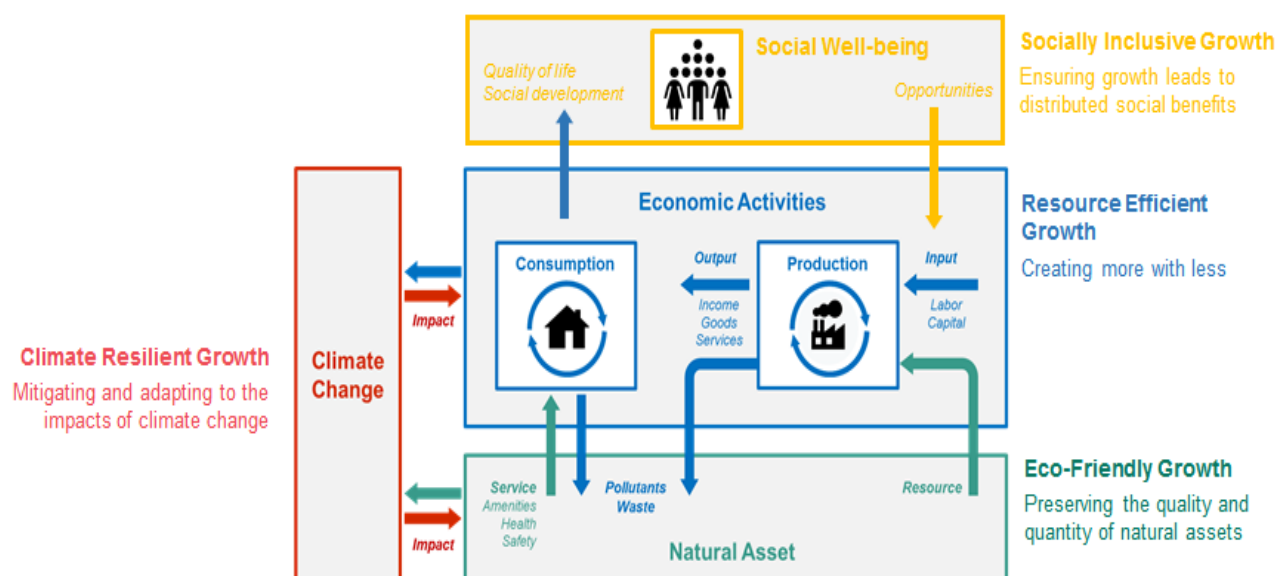 Social Well-being
Quality of life
Social development
Opportunities
Socially Inclusive Growth
Ensuring growth leads to
distributed social benefits
Economic Activities
Consumption
Output
Income
Goods
Services
Production
Input
Labor
Capital
Resource Efficient
Growth
Creating more with less
Climate Resilient Growth
Mitigating and adapting to the
impacts of climate change
Climate
Change
Impact
Impact
Service
Amenities
Health
Safety
Pollutants
Waste
Resource
Natural Asset
Eco-Friendly Growth
Preserving the quality and
quantity of natural assets